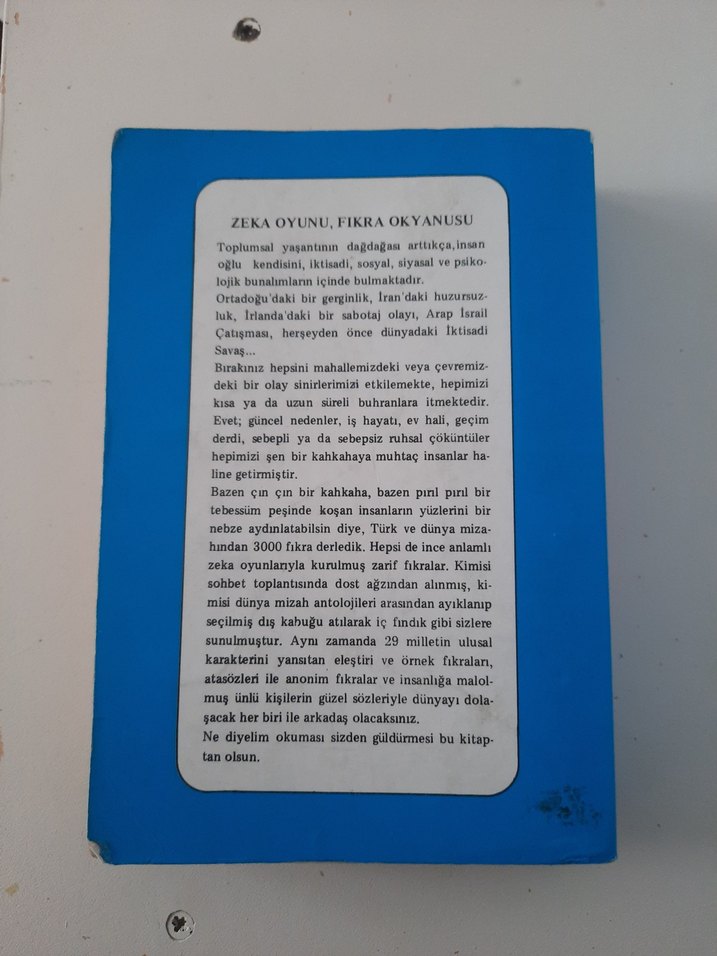 ZEKA OYUNU, FIKRA OKYANUSU
Toplumsal yaşantının dağdağası arttıkça,insan
oğlu kendisini, iktisadi, sosyal, siyasal ve psiko-
lojik bunalımların içinde bulmaktadır.
Ortadoğu'daki bir gerginlik, İran'daki huzursuz-
luk, İrlanda'daki bir sabotaj olayı, Arap İsrail
Çatışması, herşeyden önce dünyadaki İktisadi
Savaş...
Bırakınız hepsini mahallemizdeki veya çevremiz-
deki bir olay sinirlerimizi etkilemekte, hepimizi
kısa ya da uzun süreli buhranlara itmektedir.
Evet; güncel nedenler, iş hayatı, ev hali, geçim
derdi, sebepli ya da sebepsiz ruhsal çöküntüler
hepimizi şen bir kahkahaya muhtaç insanlar ha-
line getirmiştir.
Bazen çın çın bir kahkaha, bazen pırıl pırıl bir
tebessüm peşinde koşan insanların yüzlerini bir
nebze aydınlatabilsin diye, Türk ve dünya miza-
hından 3000 fıkra derledik. Hepsi de ince anlamlı
zeka oyunlarıyla kurulmuş zarif fıkralar. Kimisi
sohbet toplantısında dost ağzından alınmış, ki-
misi dünya mizah antolojileri arasından ayıklanıp
seçilmiş dış kabuğu atılarak iç fındık gibi sizlere
sunulmuştur. Aynı zamanda 29 milletin ulusal
karakterini yansıtan eleştiri ve örnek fıkraları,
atasözleri ile anonim fıkralar ve insanlığa malol-
muş ünlü kişilerin güzel sözleriyle dünyayı dola-
şacak her biri ile arkadaş olacaksınız.
Ne diyelim okuması sizden güldürmesi bu kitap-
tan olsun.